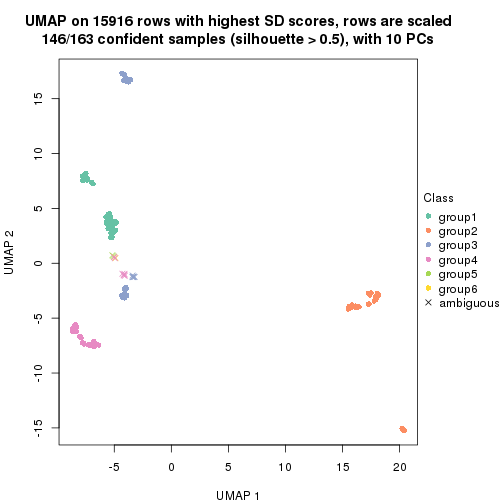 UMAP on 15916 rows with highest SD scores, rows are scaled
146/163 confident samples (silhouette > 0.5), with 10 PCs
15
10
5
0
-5
-10
-15
UMAP 2
-5
0
5
10
15
20
UMAP 1
Class
group1
group2
group3
group4
group5
group6
ambiguous